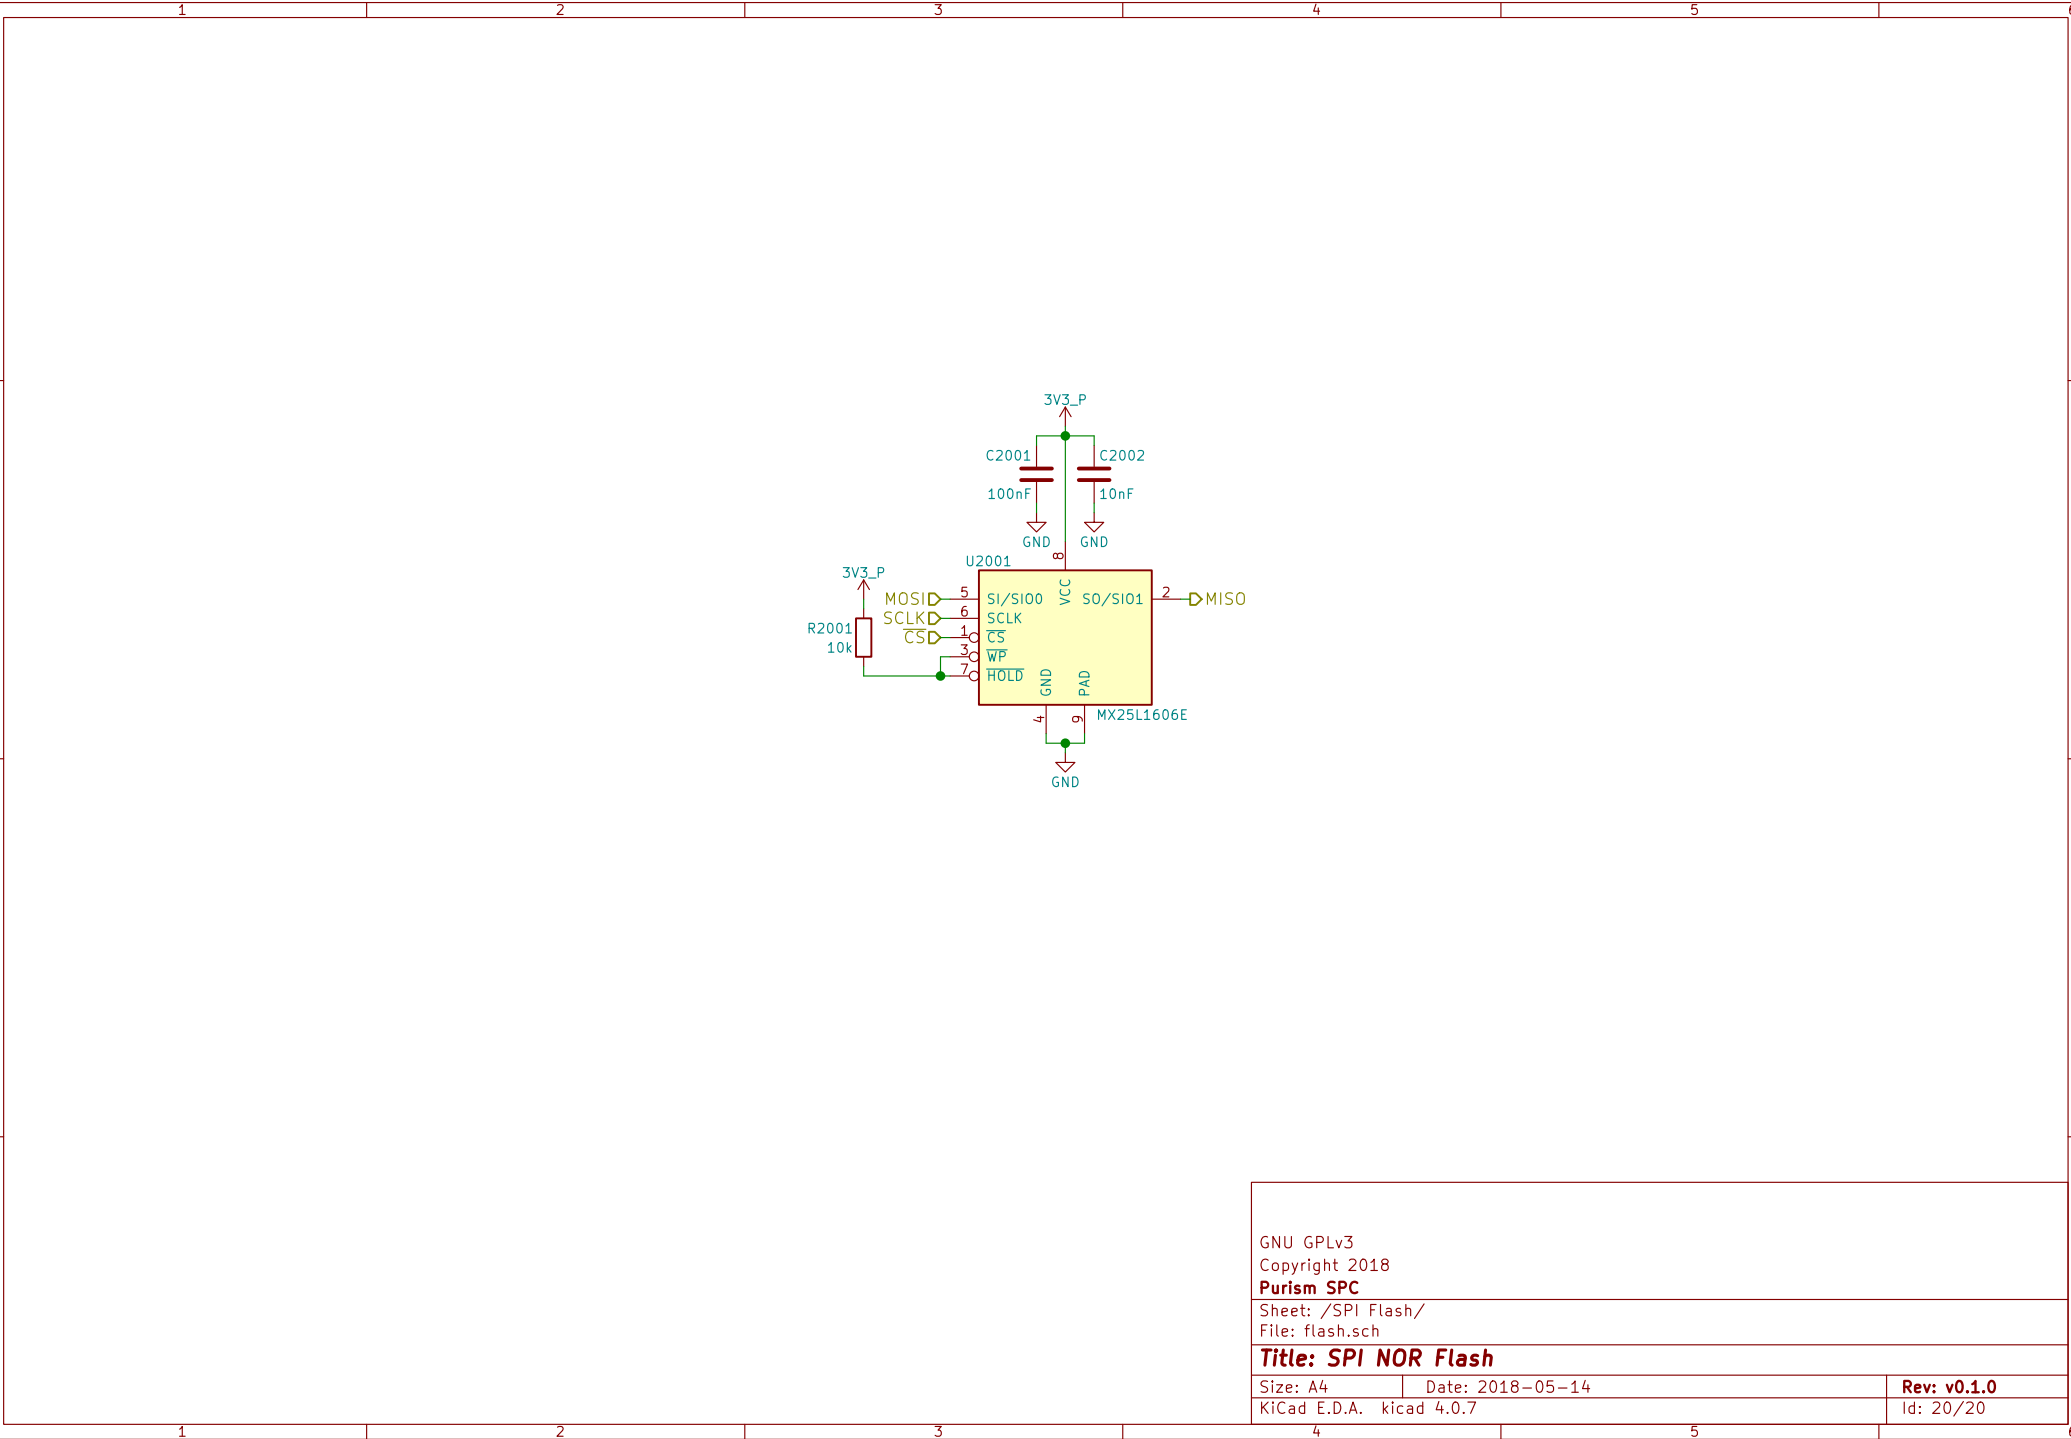 1 2 3 4 5 6
3V3_P
C2001 C2002
100nF 10nF
GND GND
8
U2001
3V3_P
MOSI 5 SI/SIO0 VCC SO/SIO1 2 MISO
SCLK 6 SCLK
R2001 CS 1 CS
10k 3 WP
7 HOLD
GND PAD
4 9 MX25L1606E
GND
GNU GPLv3
Copyright 2018
Purism SPC
Sheet: /SPI Flash/
File: flash.sch
Title: SPI NOR Flash
Size: A4 Date: 2018-05-14 Rev: v0.1.0
KiCad E.D.A. kicad 4.0.7 Id: 20/20
1 2 3 4 5 6